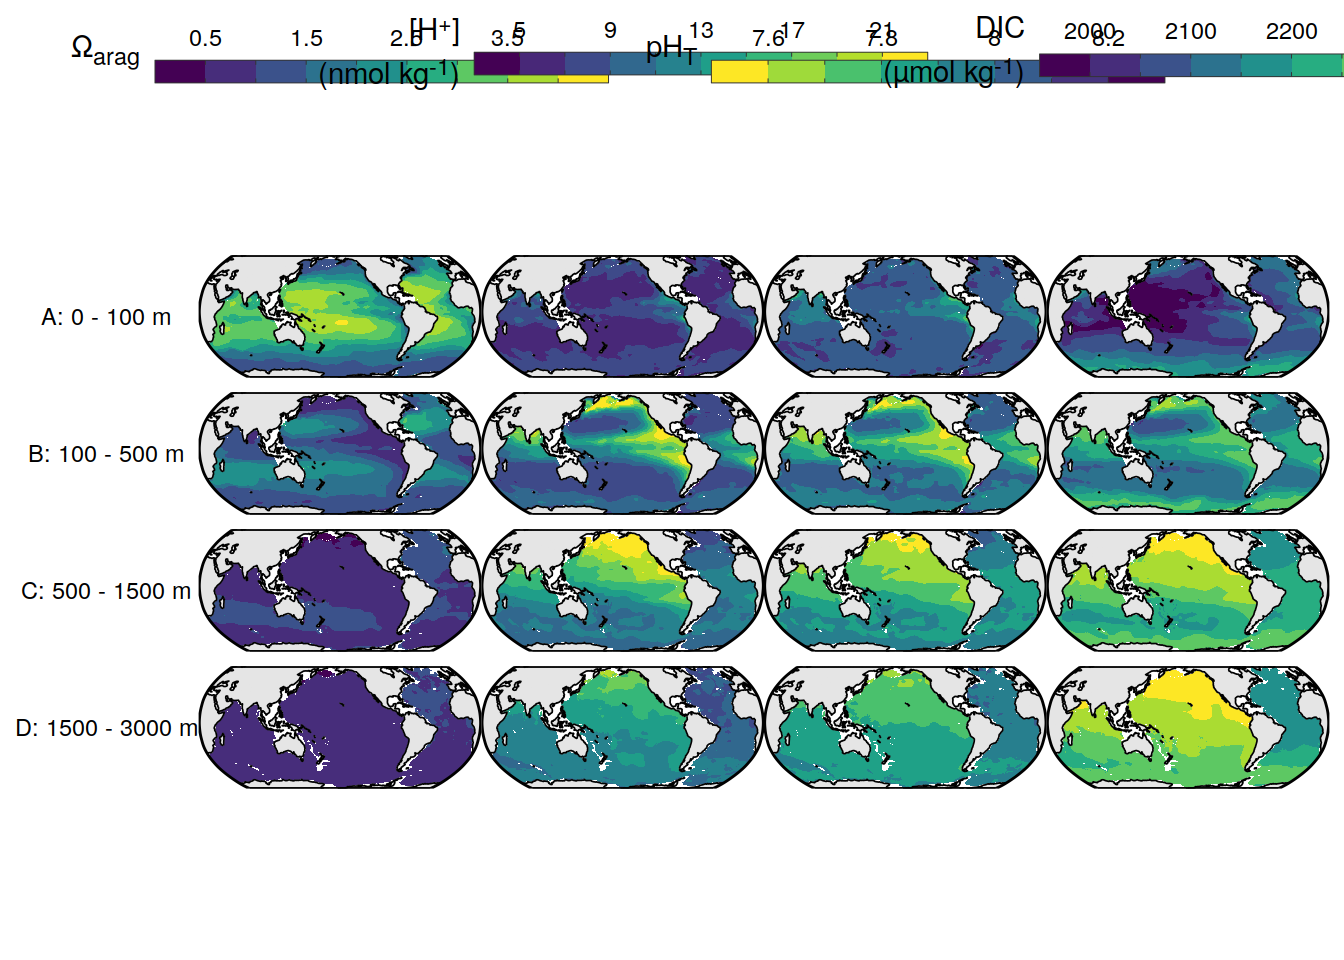 Ωarag
0.5 1.5 2.5 3.5
[H+]
(nmol kg-1)
5 9 13 17 21
pHT
7.6 7.8 8 8.2
DIC
(µmol kg-1)
2000 2100 2200
A: 0 - 100 m
B: 100 - 500 m
C: 500 - 1500 m
D: 1500 - 3000 m